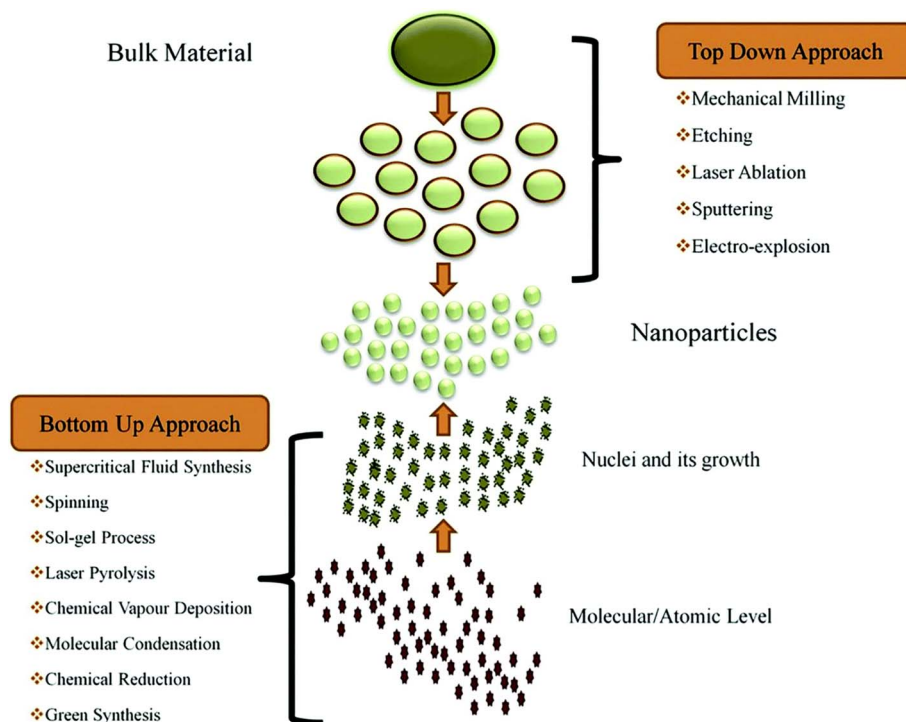 Bulk Material
Top Down Approach
❖Mechanical Milling
❖Etching
❖Laser Ablation
❖Sputtering
❖Electro-explosion
Nanoparticles
Bottom Up Approach
❖Supercritical Fluid Synthesis
❖Spinning
❖Sol-gel Process
❖Laser Pyrolysis
❖Chemical Vapour Deposition
❖Molecular Condensation
❖Chemical Reduction
❖Green Synthesis
Nuclei and its growth
Molecular/Atomic Level